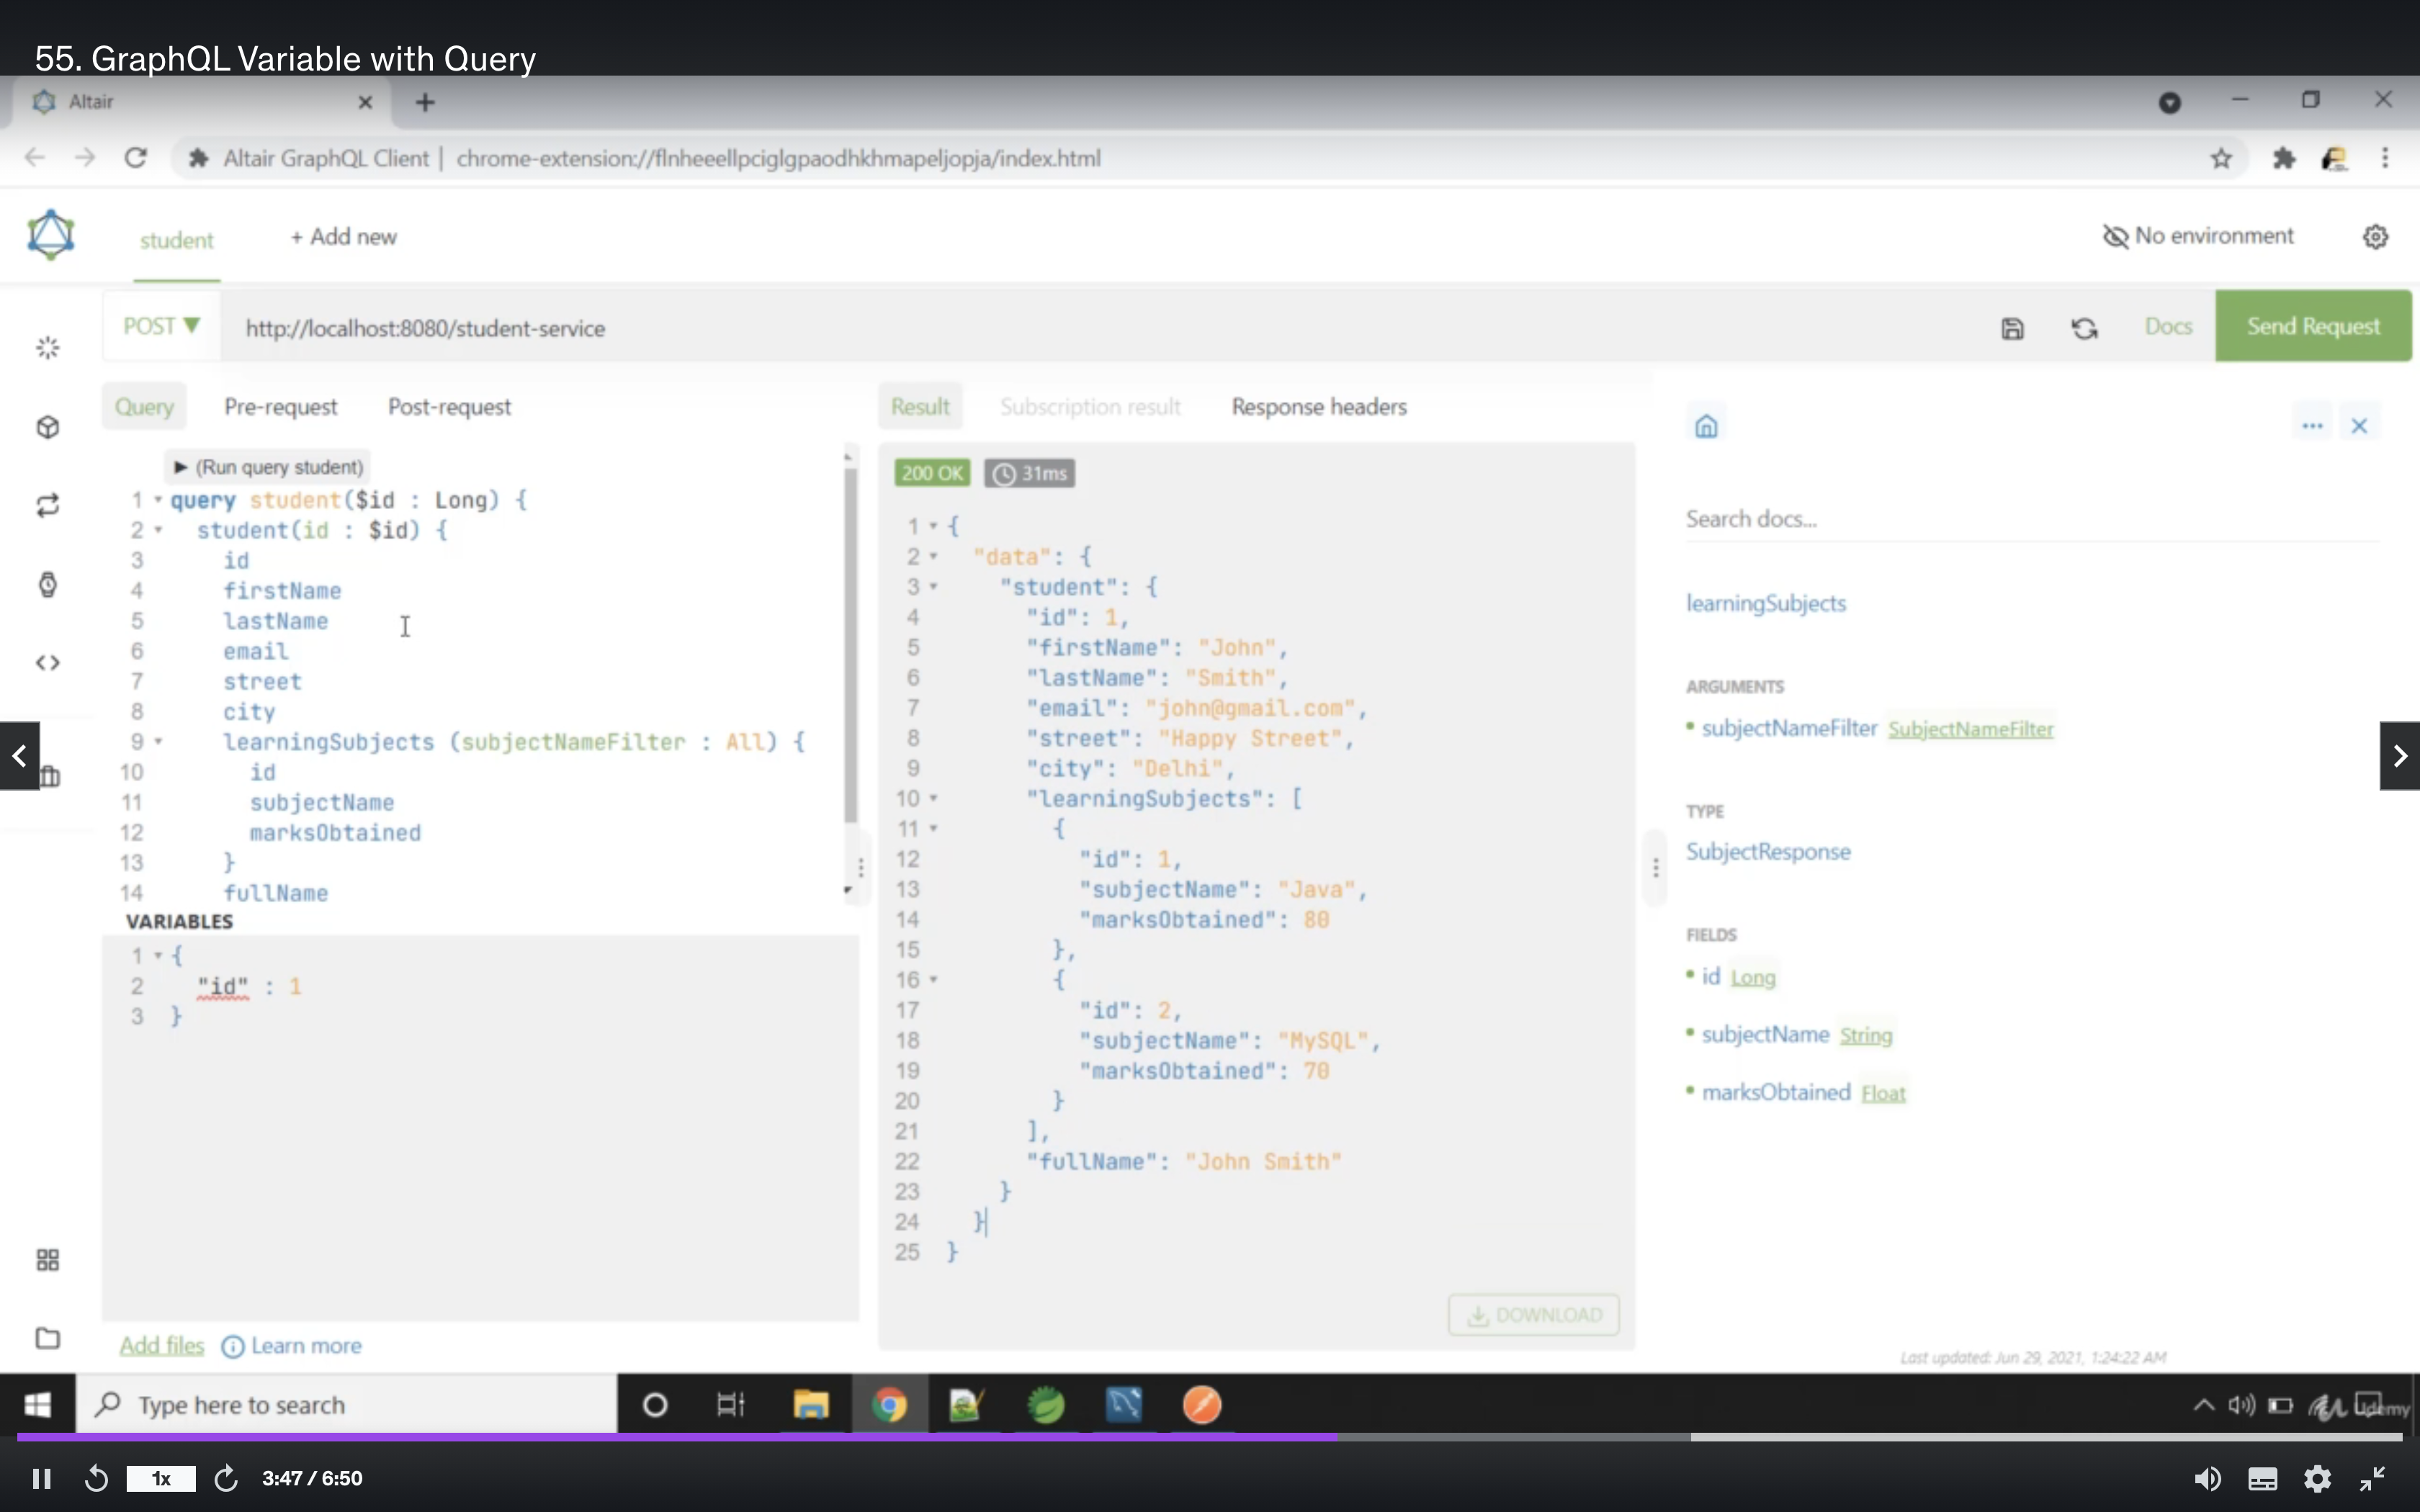 55. GraphQL Variable with Query
Altair
Altair GraphQL Client | chrome-extension://flnheeellpciglgpaodhkhmapeljopja/index.html
student
+ Add new
No environment
POST ▼
http://localhost:8080/student-service
Docs
Send Request
Query
Pre-request
Post-request
▶ (Run query student)
1 query student($id : Long) {
2 student(id : $id) {
3 id
4 firstName
5 lastName
6 email
7 street
8 city
9 learningSubjects (subjectNameFilter : All) {
10 id
11 subjectName
12 marksObtained
13 }
14 fullName
VARIABLES
1 {
2 "id" : 1
3 }
Add files
Learn more
Result
Subscription result
Response headers
200 OK
31ms
1 {
2 "data": {
3 "student": {
4 "id": 1,
5 "firstName": "John",
6 "lastName": "Smith",
7 "email": "john@gmail.com",
8 "street": "Happy Street",
9 "city": "Delhi",
10 "learningSubjects": [
11 {
12 "id": 1,
13 "subjectName": "Java",
14 "marksObtained": 80
15 },
16 {
17 "id": 2,
18 "subjectName": "MySQL",
19 "marksObtained": 70
20 }
21 ],
22 "fullName": "John Smith"
23 }
24 }
25 }
DOWNLOAD
Search docs...
learningSubjects
ARGUMENTS
subjectNameFilter SubjectNameFilter
TYPE
SubjectResponse
FIELDS
id Long
subjectName String
marksObtained Float
Last updated: Jun 29, 2021, 1:24:22 AM
Type here to search
Udemy
1x
3:47 / 6:50